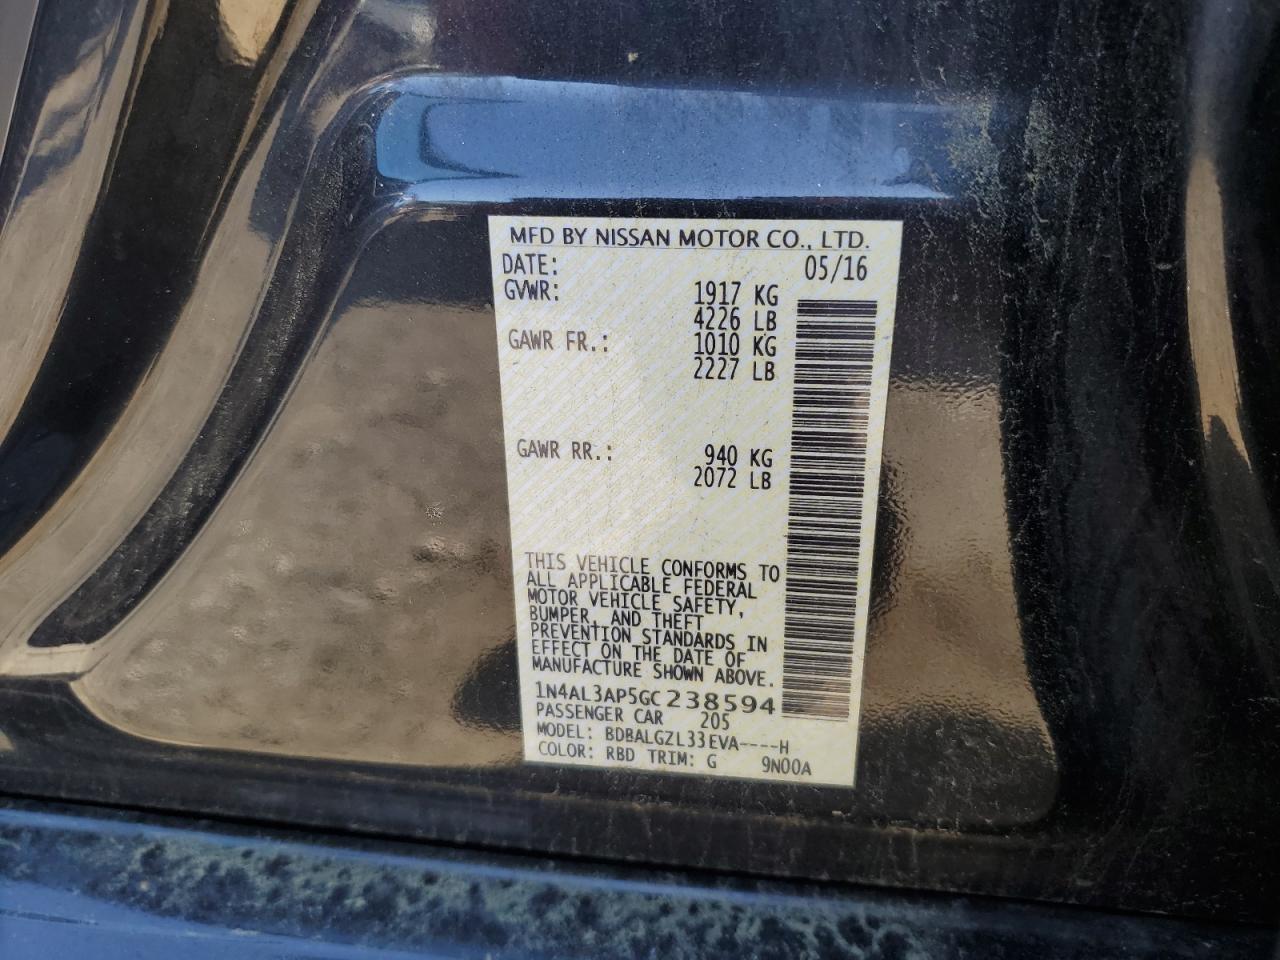 MFD BY NISSAN MOTOR CO., LTD.
DATE: 05/16
GVWR: 1917 KG
4226 LB
GAWR FR.: 1010 KG
2227 LB
GAWR RR.: 940 KG
2072 LB
THIS VEHICLE CONFORMS TO
ALL APPLICABLE FEDERAL
MOTOR VEHICLE SAFETY,
BUMPER, AND THEFT
PREVENTION STANDARDS IN
EFFECT ON THE DATE OF
MANUFACTURE SHOWN ABOVE.
1N4AL3AP5GC238594
PASSENGER CAR 205
MODEL: BDBALGZL33EVA----H
COLOR: RBD TRIM: G 9N00A